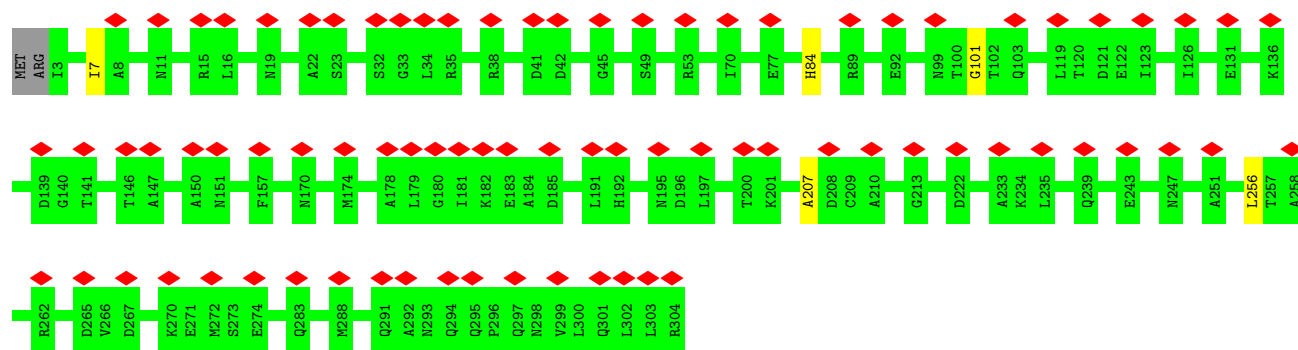 MET ARG I3 I7 A8 N11 R15 L16 N19 A22 S23 S32 G33 L34 R35 R38 D41 D42 G45 S49 R53 I70 E77 H84 R89 E92 N99 T100 G101 T102 Q103 L119 T120 D121 E122 I123 I126 E131 K136
D139 G140 T141 T146 A147 A150 N151 F157 N170 M174 A178 L179 G180 I181 K182 E183 A184 D185 L191 H192 N195 D196 L197 T200 K201 A207 D208 C209 A210 G213 D222 A233 K234 L235 Q239 E243 N247 A251 L256 T257 A258
R262 D265 V266 D267 K270 E271 M272 S273 E274 Q283 M288 Q291 A292 N293 Q294 Q295 P296 Q297 N298 V299 L300 Q301 L302 L303 R304